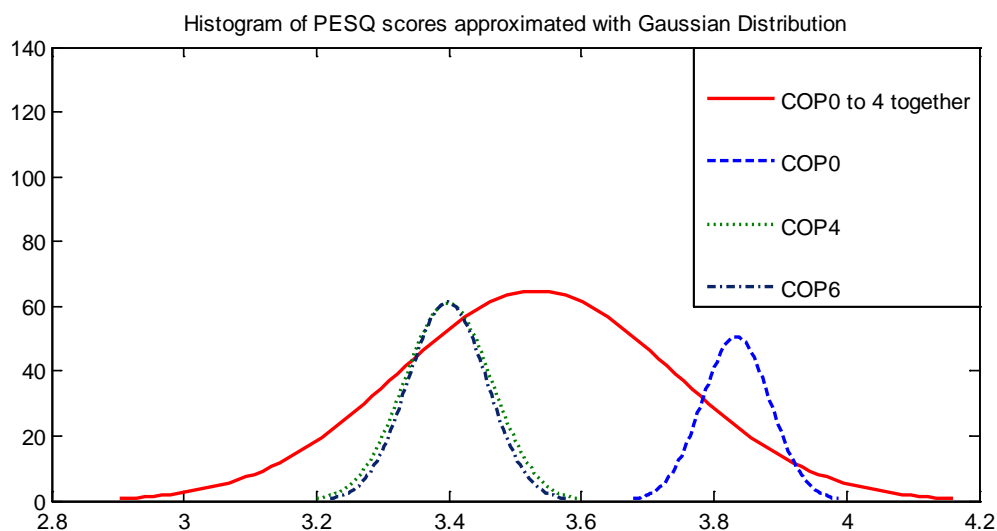 Histogram of PESQ scores approximated with Gaussian Distribution
140
120
100
80
60
40
20
0
2.8 3 3.2 3.4 3.6 3.8 4 4.2
COP0 to 4 together
COP0
COP4
COP6